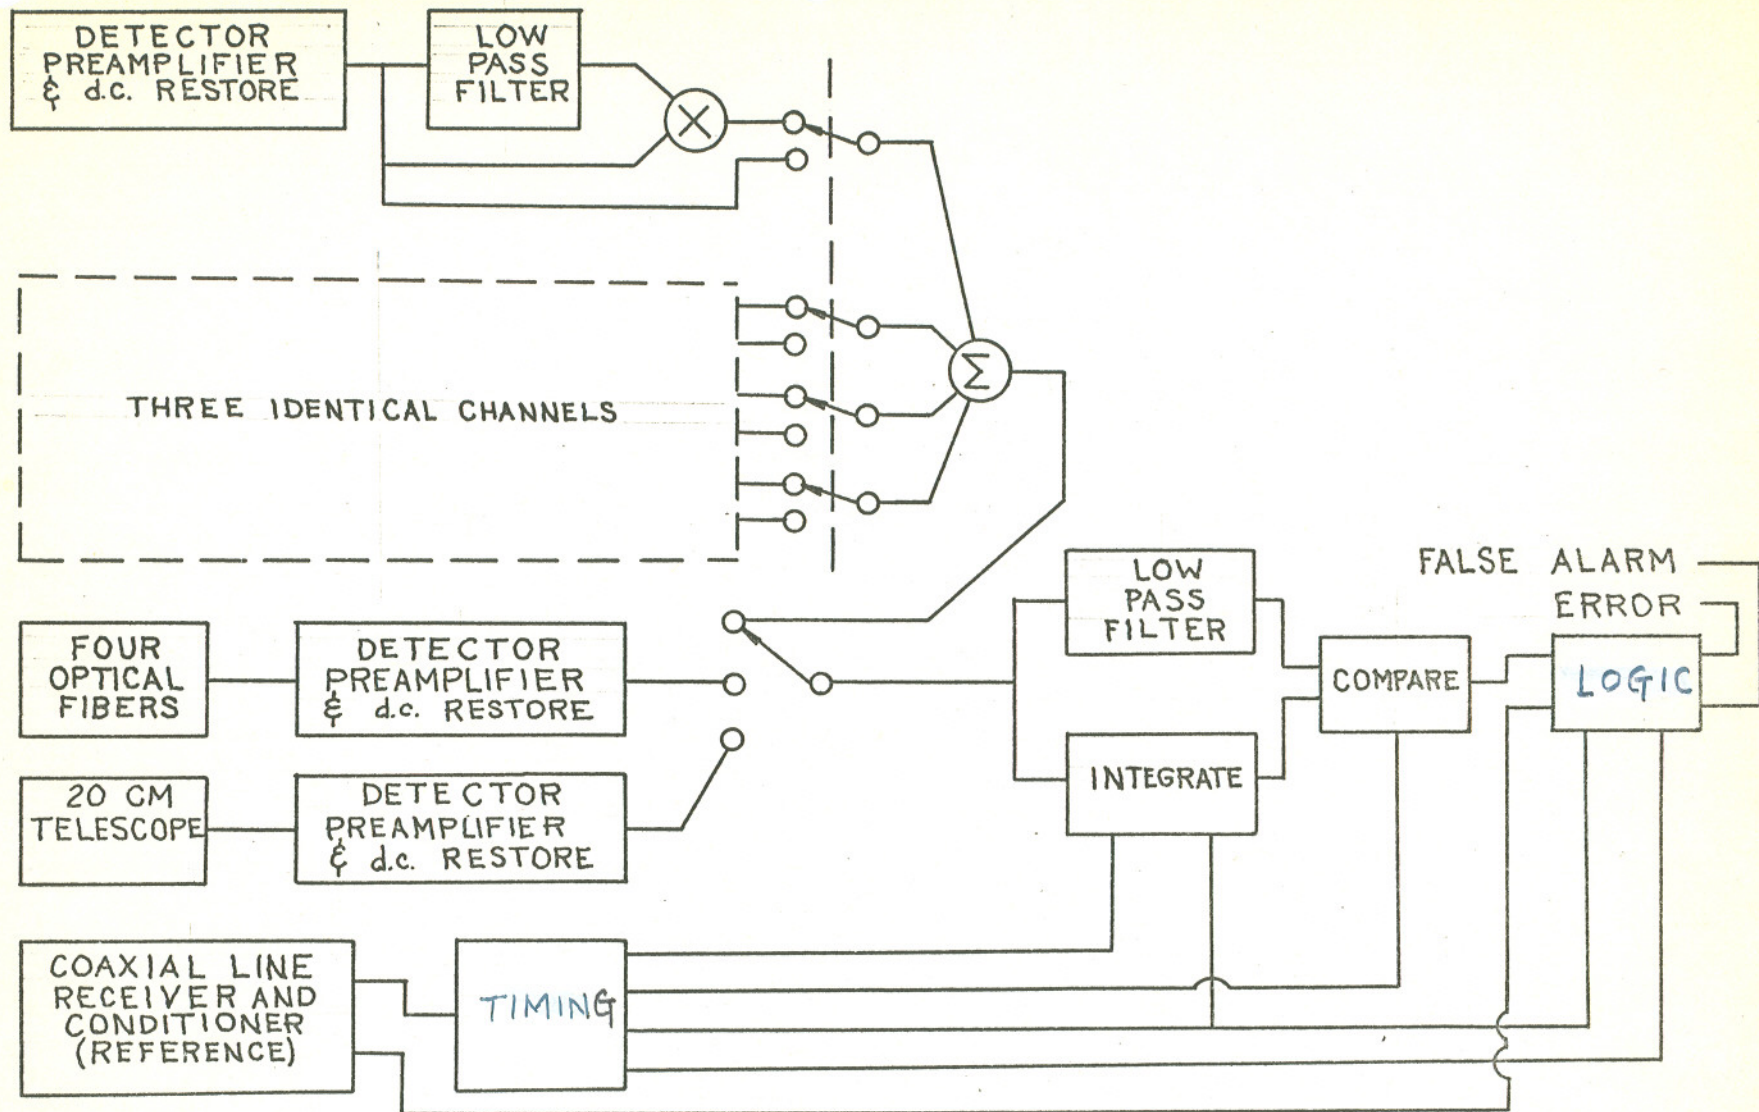 DETECTOR
PREAMPLIFIER
& d.c. RESTORE
LOW
PASS
FILTER
X
Σ
THREE IDENTICAL CHANNELS
FOUR
OPTICAL
FIBERS
DETECTOR
PREAMPLIFIER
& d.c. RESTORE
20 CM
TELESCOPE
DETECTOR
PREAMPLIFIER
& d.c. RESTORE
LOW
PASS
FILTER
INTEGRATE
COMPARE
FALSE ALARM
ERROR
LOGIC
COAXIAL LINE
RECEIVER AND
CONDITIONER
(REFERENCE)
TIMING